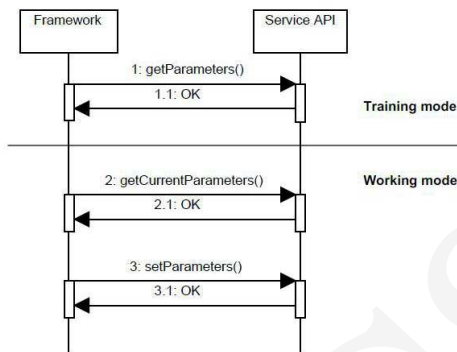 Framework
Service API
1: getParameters()
1.1: OK
Training mode
2: getCurrentParameters()
Working mode
2.1: OK
3: setParameters()
3.1: OK